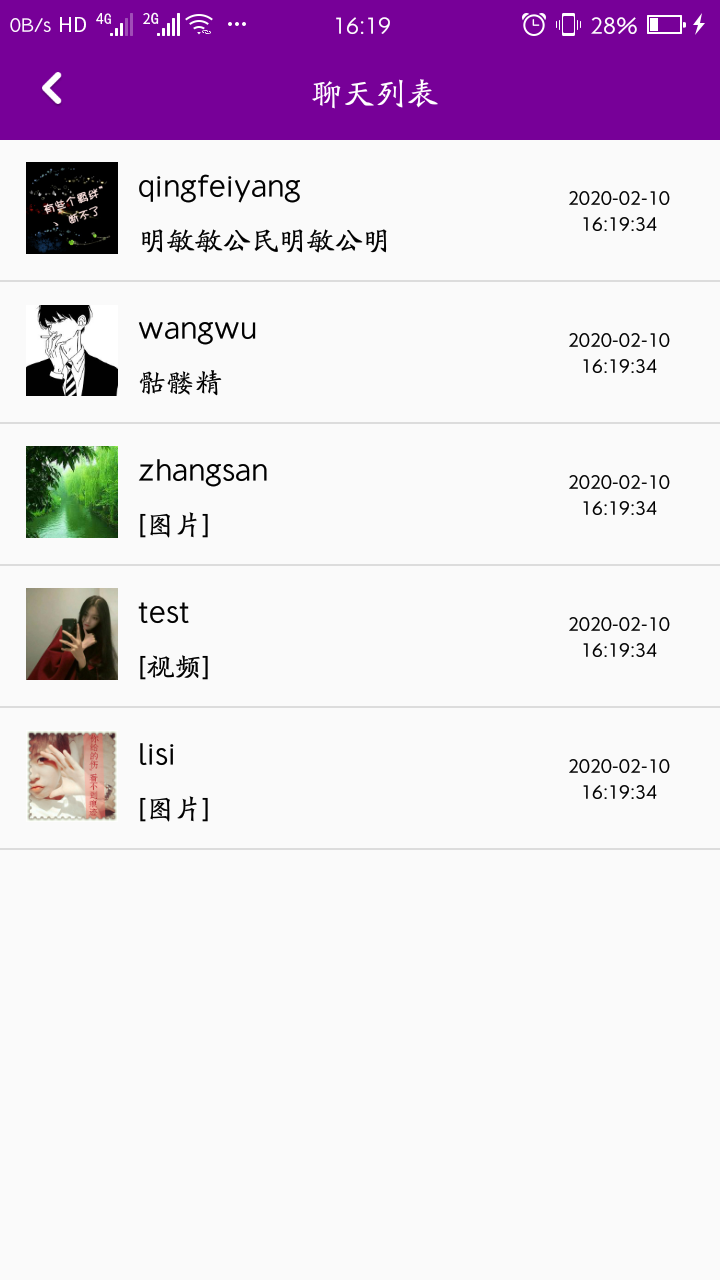 0B/s HD 4G 2G ... 16:19 28%
聊天列表
有些个羁绊
、断不了
qingfeiyang
2020-02-10
16:19:34
明敏敏公民明敏公明
wangwu
2020-02-10
16:19:34
骷髅精
zhangsan
2020-02-10
16:19:34
[图片]
test
2020-02-10
16:19:34
[视频]
lisi
2020-02-10
16:19:34
[图片]